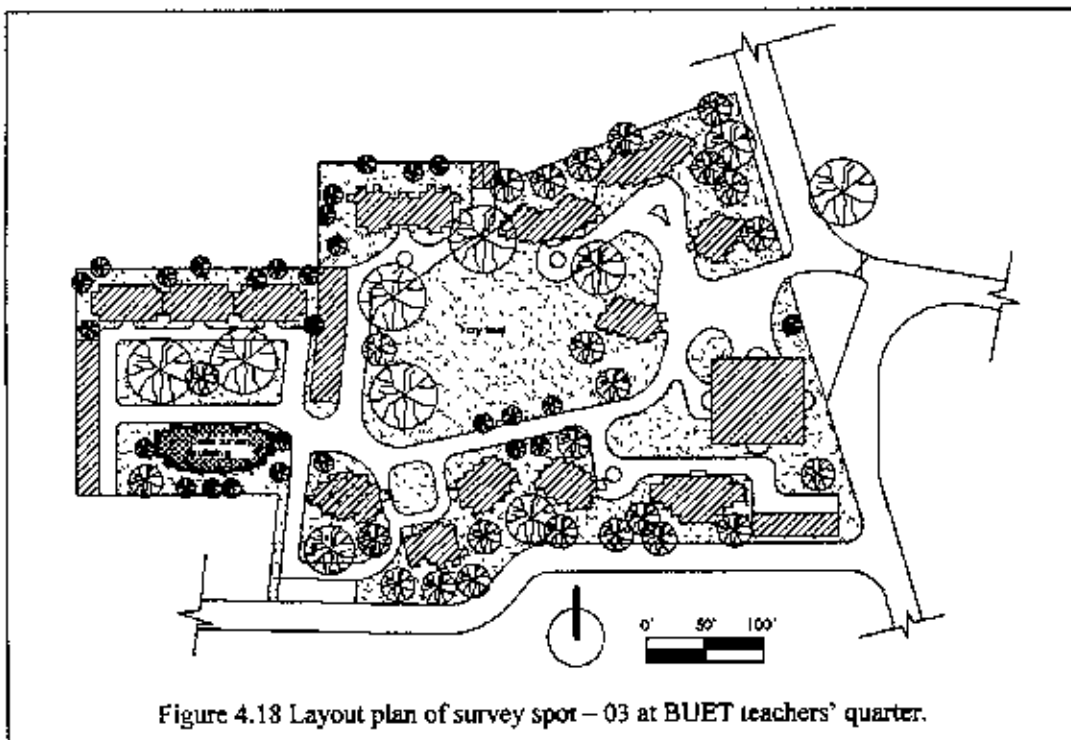 0' 50' 100'
Figure 4.18 Layout plan of survey spot – 03 at BUET teachers' quarter.